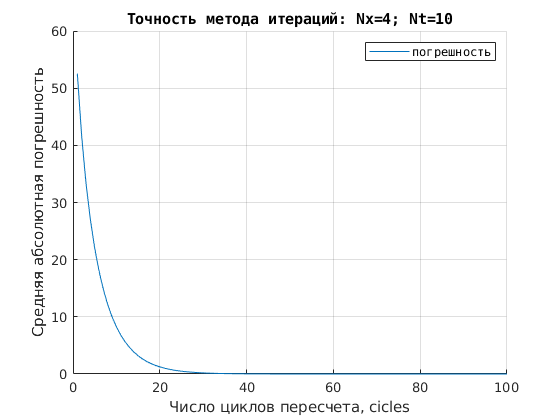 Точность метода итераций: Nx=4; Nt=10
погрешность
Средняя абсолютная погрешность
60
50
40
30
20
10
0
0 20 40 60 80 100
Число циклов пересчета, cicles